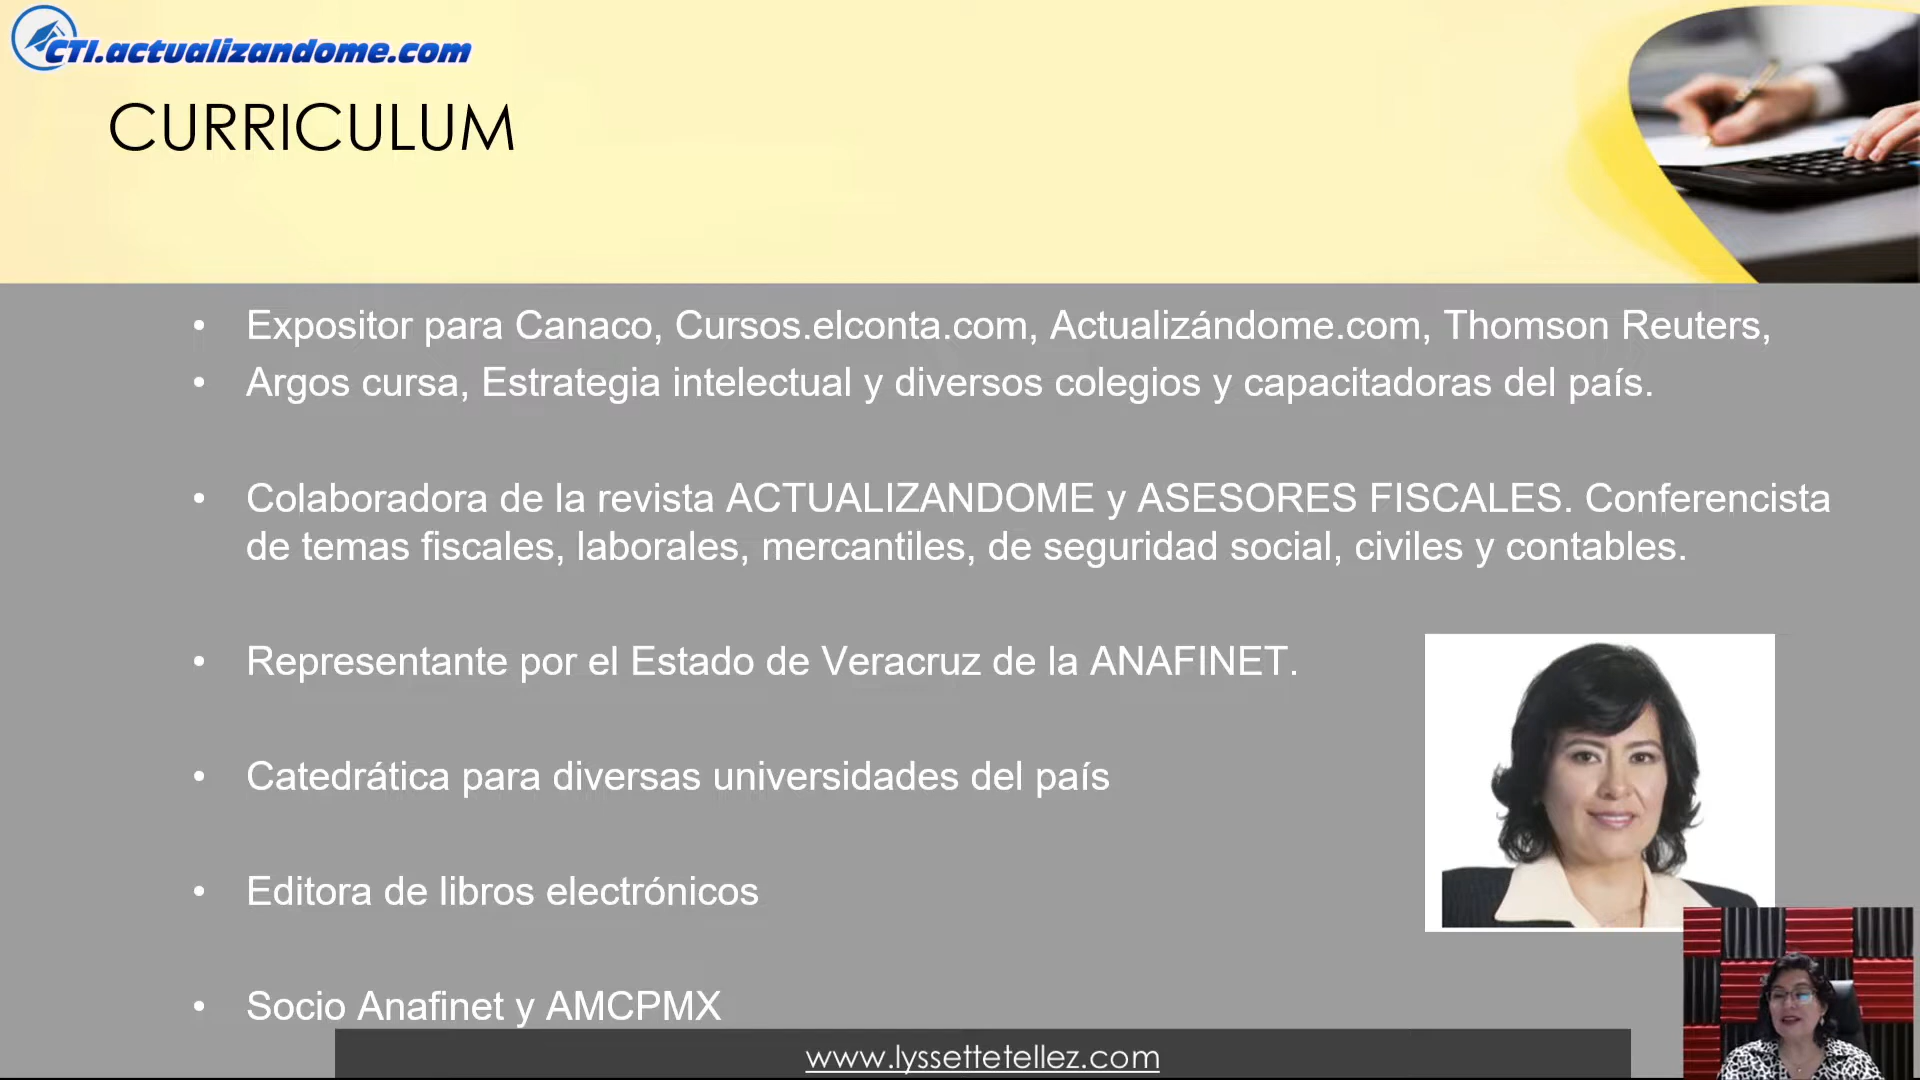 CTI.actualizandome.com
CURRICULUM
• Expositor para Canaco, Cursos.elconta.com, Actualizándome.com, Thomson Reuters,
• Argos cursa, Estrategia intelectual y diversos colegios y capacitadoras del país.
• Colaboradora de la revista ACTUALIZANDOME y ASESORES FISCALES. Conferencista
de temas fiscales, laborales, mercantiles, de seguridad social, civiles y contables.
• Representante por el Estado de Veracruz de la ANAFINET.
• Catedrática para diversas universidades del país
• Editora de libros electrónicos
• Socio Anafinet y AMCPMX
www.lyssettetellez.com